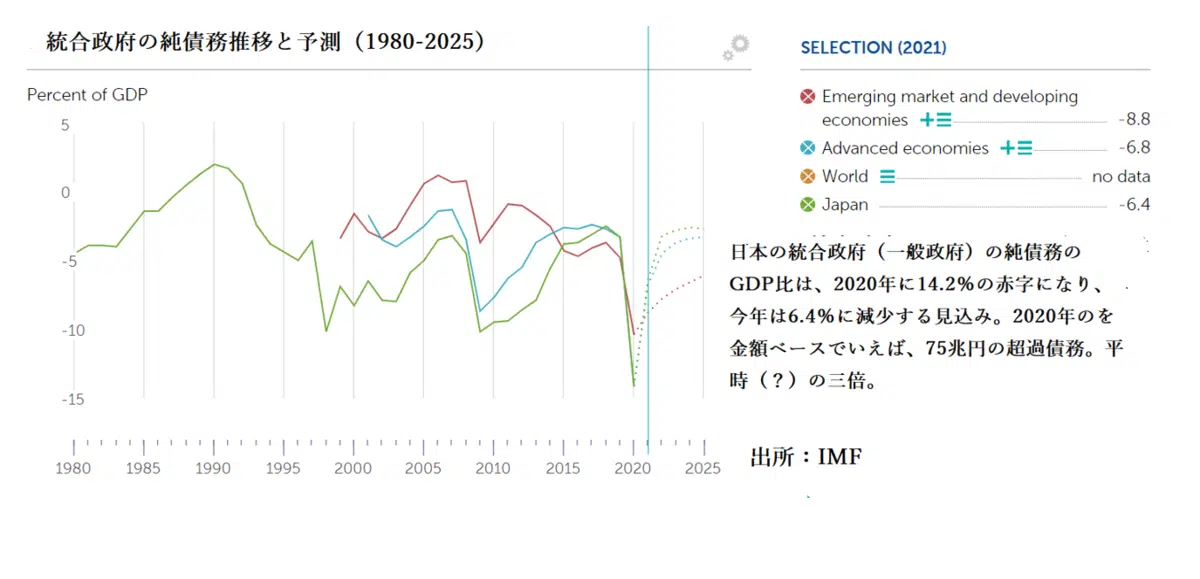 統合政府の純債務推移と予測（1980-2025）
Percent of GDP
5
0
-5
-10
-15
1980 1985 1990 1995 2000 2005 2010 2015 2020 2025
SELECTION (2021)
Emerging market and developing
economies -8.8
Advanced economies -6.8
World no data
Japan -6.4
日本の統合政府（一般政府）の純債務の
GDP比は、2020年に14.2％の赤字になり、
今年は6.4％に減少する見込み。2020年のを
金額ベースでいえば、75兆円の超過債務。平
時（？）の三倍。
出所：IMF